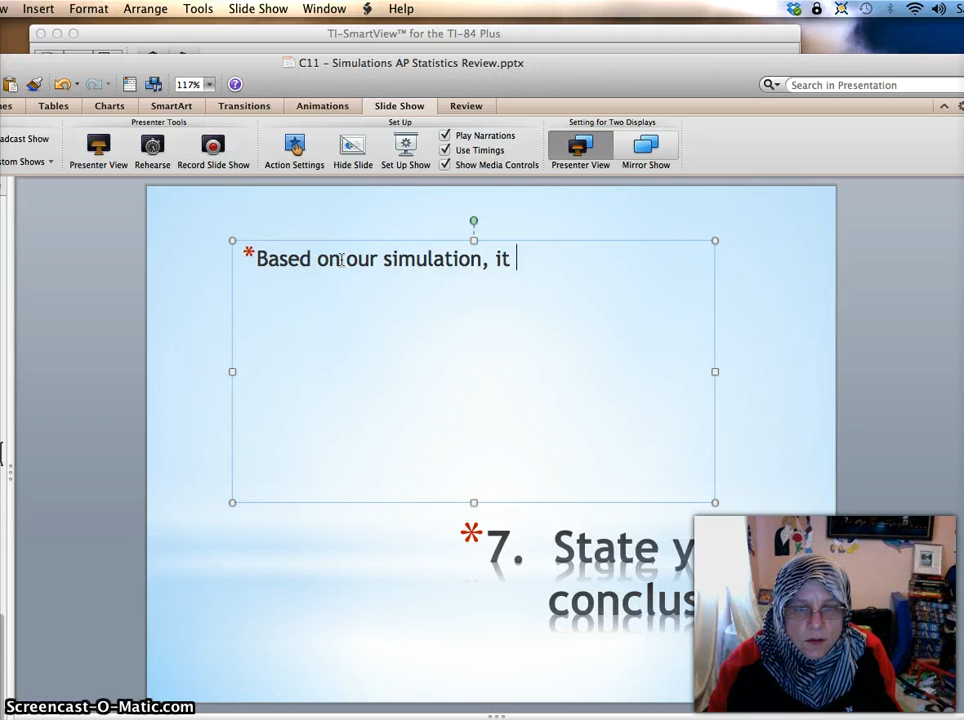 Insert Format Arrange Tools Slide Show Window Help
TI-SmartView™ for the TI-84 Plus
C11 - Simulations AP Statistics Review.pptx
117% Search in Presentation
Tables Charts SmartArt Transitions Animations Slide Show Review
Presenter Tools Set Up Setting for Two Displays
Play Narrations
Use Timings
Show Media Controls
Presenter View Rehearse Record Slide Show Action Settings Hide Slide Set Up Show Presenter View Mirror Show
*Based on our simulation, it
*7. State y
conclus
Screencast-O-Matic.com